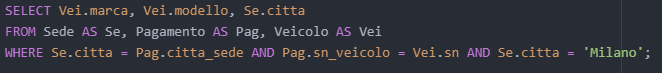 SELECT Vei.marca, Vei.modello, Se.citta
FROM Sede AS Se, Pagamento AS Pag, Veicolo AS Vei
WHERE Se.citta = Pag.citta_sede AND Pag.sn_veicolo = Vei.sn AND Se.citta = 'Milano';